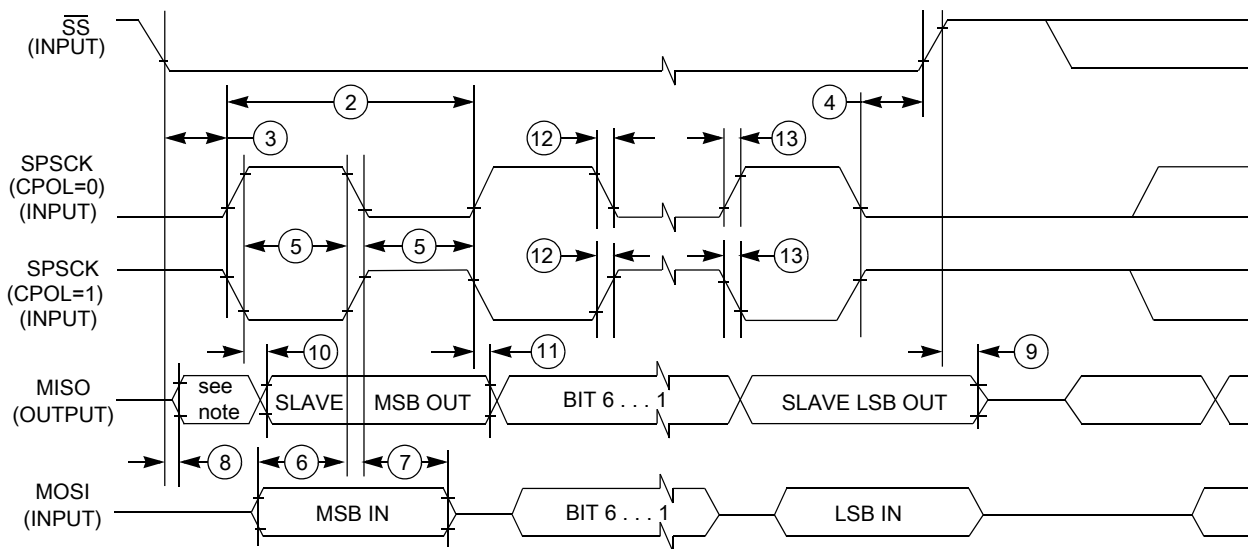 SS
(INPUT)
2
4
3
12
13
SPSCK
(CPOL=0)
(INPUT)
5
5
SPSCK
(CPOL=1)
(INPUT)
12
13
10
11
9
MISO
(OUTPUT)
see
note
SLAVE
MSB OUT
BIT 6 . . . 1
SLAVE LSB OUT
8
6
7
MOSI
(INPUT)
MSB IN
BIT 6 . . . 1
LSB IN